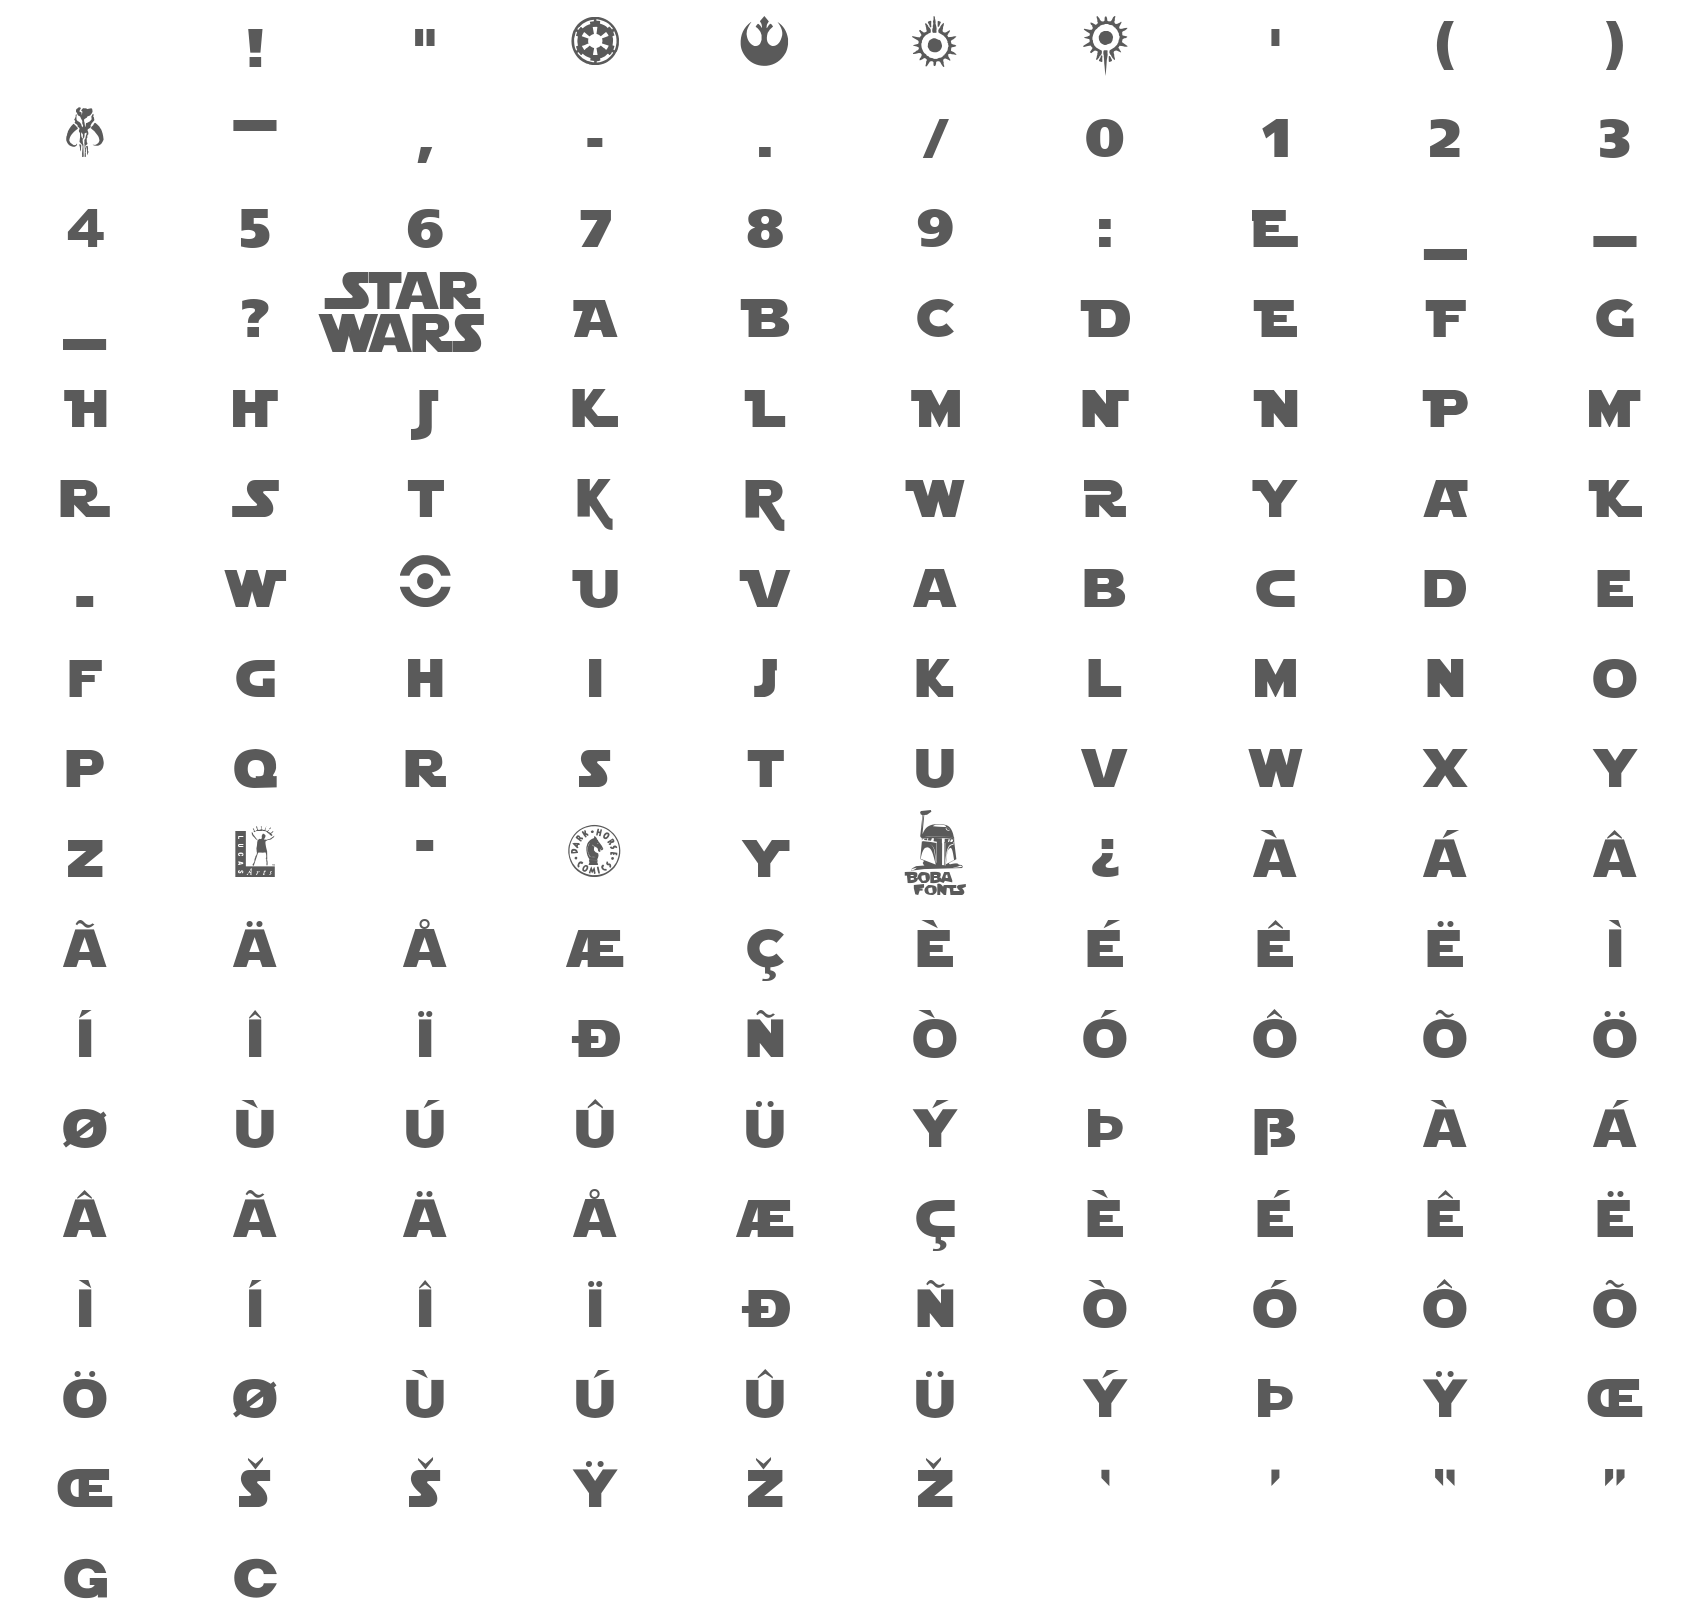 ! " ' ( )
‾ , - . / 0 1 2 3
4 5 6 7 8 9 : E _ _
_ ? STAR WARS A B C D E F G
H H J K L M N N P M
R S T K R W R Y A K
- W U V A B C D E
F G H I J K L M N O
P Q R S T U V W X Y
Z LUCAS Arts - DARK HORSE COMICS Y BOBA FONTS ¿ À Á Â
Ã Ä Å Æ Ç È É Ê Ë Ì
Í Î Ï Ð Ñ Ò Ó Ô Õ Ö
Ø Ù Ú Û Ü Ý Þ ß À Á
Â Ã Ä Å Æ Ç È É Ê Ë
Ì Í Î Ï Ð Ñ Ò Ó Ô Õ
Ö Ø Ù Ú Û Ü Ý Þ Ÿ Œ
Œ Š Š Ÿ Ž Ž ‘ ’ “ ”
G C